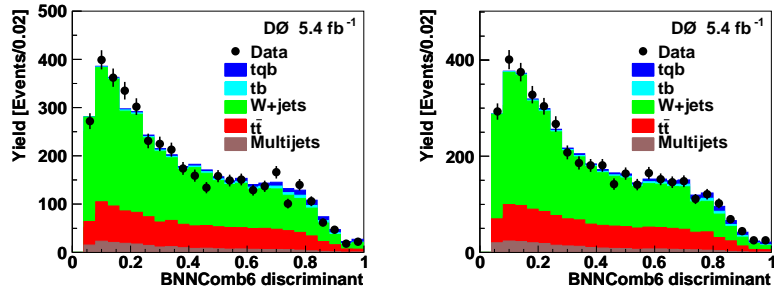 Yield [Events/0.02]
500
400
300
200
100
0
DØ 5.4 fb⁻¹
Data
tqb
tb
W+jets
tt̄
Multijets
0 0.2 0.4 0.6 0.8 1
BNNComb6 discriminant
Yield [Events/0.02]
400
200
0
DØ 5.4 fb⁻¹
Data
tqb
tb
W+jets
tt̄
Multijets
0 0.2 0.4 0.6 0.8 1
BNNComb6 discriminant